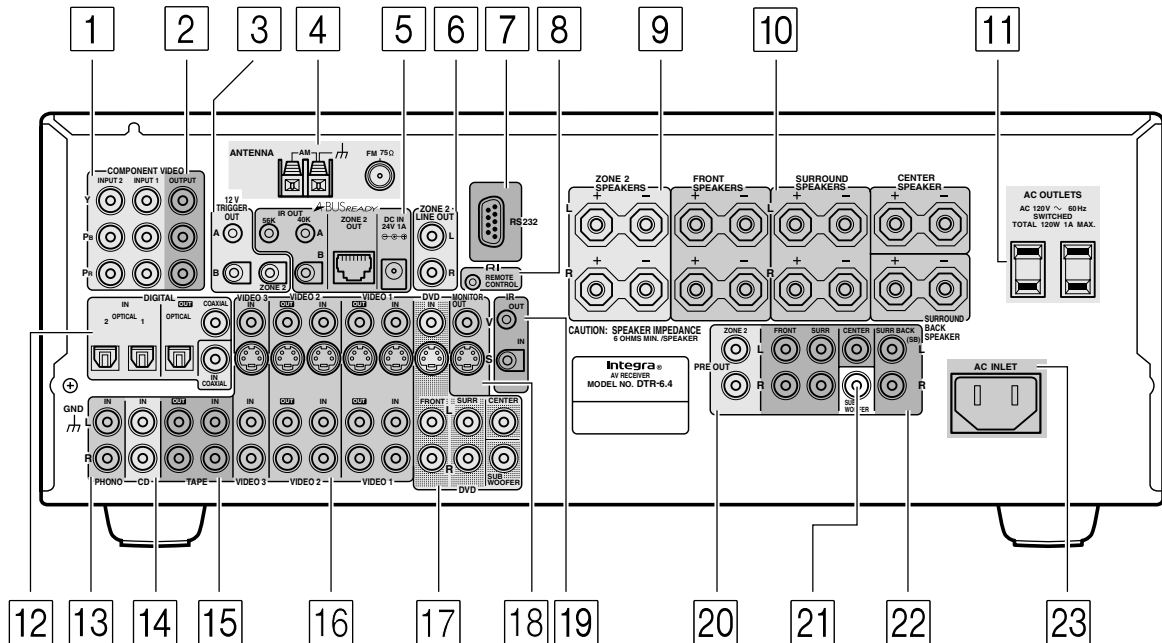 1 2 3 4 5 6 7 8 9 10 11
ANTENNA
AM
FM 75Ω
COMPONENT VIDEO
INPUT 2 INPUT 1 OUTPUT
Y
PB
PR
12 V
TRIGGER
OUT
A
B
IR OUT
56K 40K
A
B
ZONE 2
A-BUS READY
ZONE 2
OUT
DC IN
24V 1A
ZONE 2
LINE OUT
L
R
RS232
RI
REMOTE
CONTROL
ZONE 2
SPEAKERS
FRONT
SPEAKERS
SURROUND
SPEAKERS
CENTER
SPEAKER
+ − + − + − + −
L L
+ − + − + − + −
R R
SURROUND
BACK
SPEAKER
AC OUTLETS
AC 120V ~ 60Hz
SWITCHED
TOTAL 120W 1A MAX.
DIGITAL
IN OUT COAXIAL
2 OPTICAL 1 OPTICAL
IN
COAXIAL
VIDEO 3 VIDEO 2 VIDEO 1 DVD MONITOR
OUT
IN OUT IN OUT IN IN
V
S
IR
OUT
IN
CAUTION: SPEAKER IMPEDANCE
6 OHMS MIN. /SPEAKER
Integra®
AV RECEIVER
MODEL NO. DTR-6.4
ZONE 2 FRONT SURR CENTER SURR BACK
(SB)
L L
PRE OUT
R R
SUB
WOOFER
AC INLET
GND
IN IN OUT IN IN OUT IN OUT IN
L
R
FRONT SURR CENTER
L
R
SUB
WOOFER
PHONO CD TAPE VIDEO 3 VIDEO 2 VIDEO 1 DVD
12 13 14 15 16 17 18 19 20 21 22 23